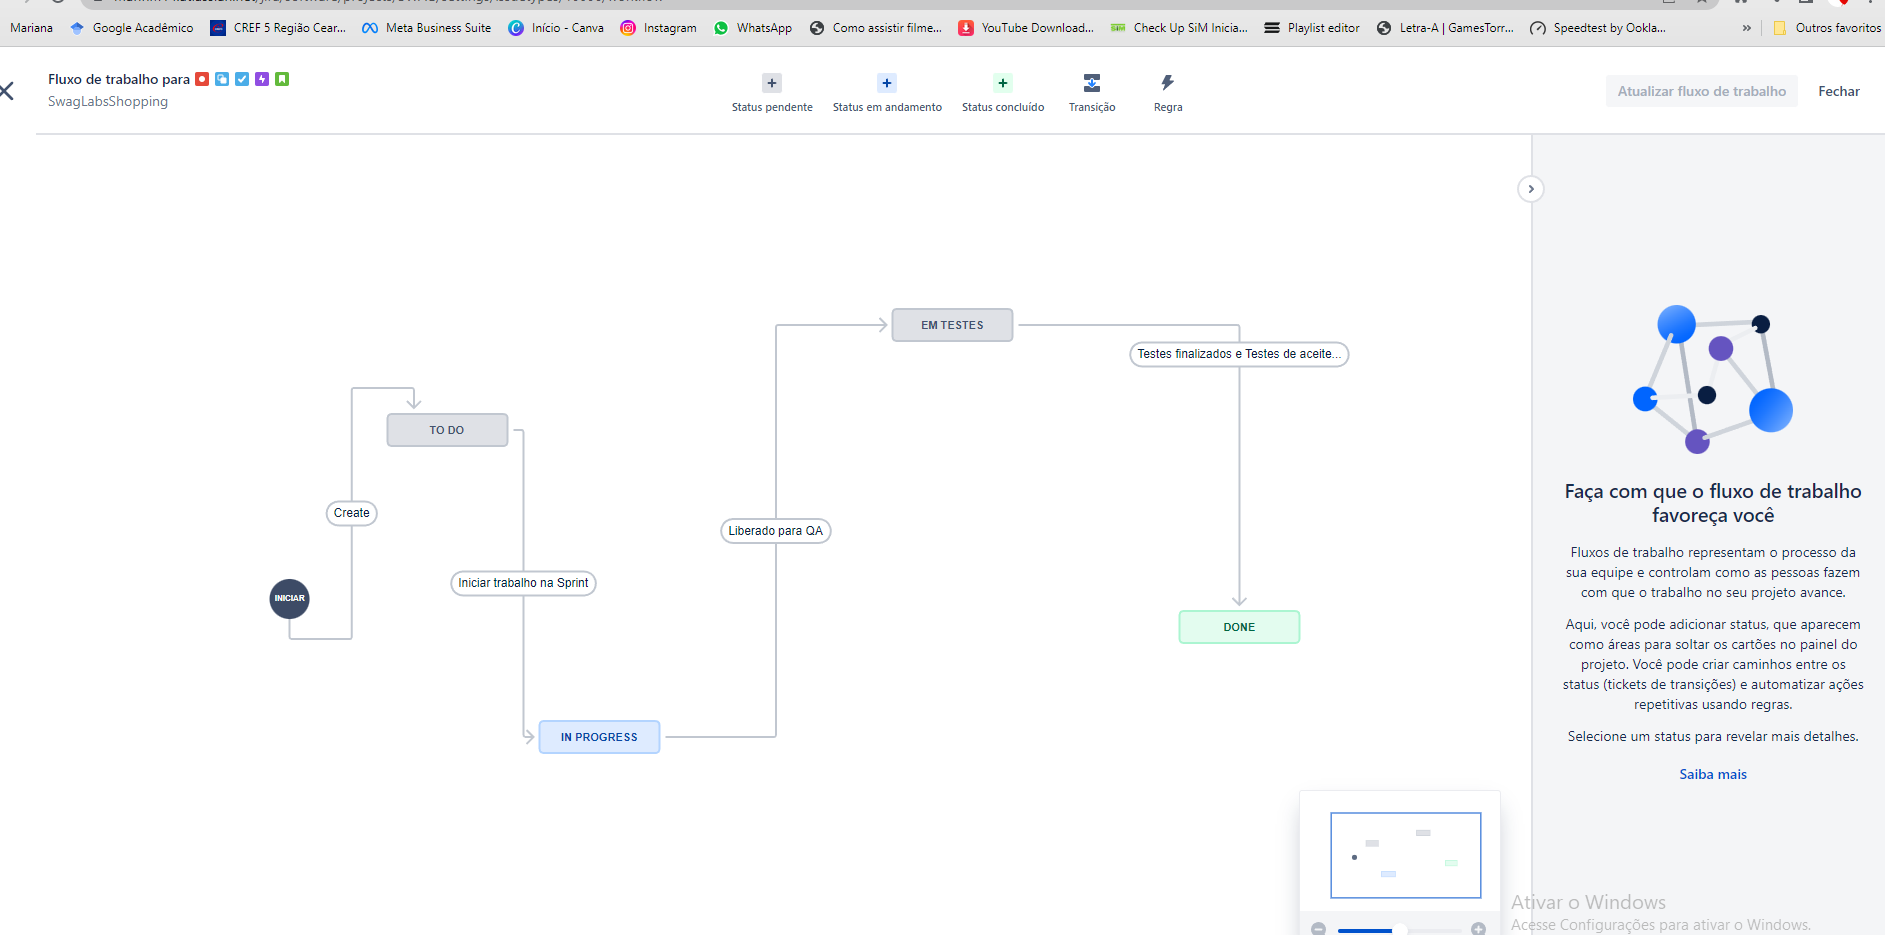 Mariana
Google Acadêmico
CREF 5 Região Cear...
Meta Business Suite
Início - Canva
Instagram
WhatsApp
Como assistir filme...
YouTube Download...
Check Up SiM Inicia...
Playlist editor
Letra-A | GamesTorr...
Speedtest by Ookla...
»
Outros favoritos
Fluxo de trabalho para
SwagLabsShopping
Status pendente
Status em andamento
Status concluído
Transição
Regra
Atualizar fluxo de trabalho
Fechar
EM TESTES
Testes finalizados e Testes de aceite...
TO DO
Create
Liberado para QA
Iniciar trabalho na Sprint
INICIAR
DONE
IN PROGRESS
Faça com que o fluxo de trabalho
favoreça você
Fluxos de trabalho representam o processo da
sua equipe e controlam como as pessoas fazem
com que o trabalho no seu projeto avance.
Aqui, você pode adicionar status, que aparecem
como áreas para soltar os cartões no painel do
projeto. Você pode criar caminhos entre os
status (tickets de transições) e automatizar ações
repetitivas usando regras.
Selecione um status para revelar mais detalhes.
Saiba mais
Ativar o Windows
Acesse Configurações para ativar o Windows.